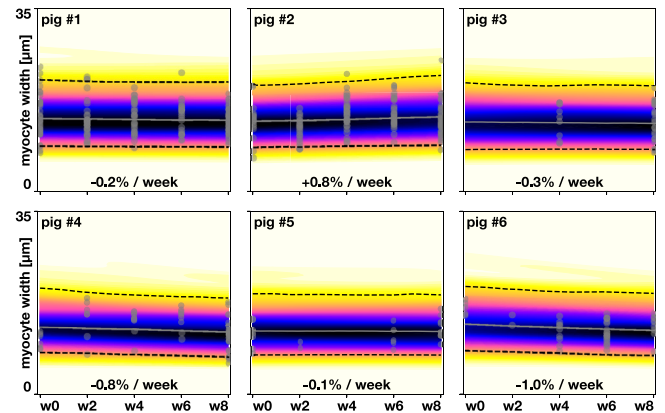 pig #1
pig #2
pig #3
myocyte width [μm]
35
0
-0.2% / week
+0.8% / week
-0.3% / week
pig #4
pig #5
pig #6
myocyte width [μm]
35
0
-0.8% / week
-0.1% / week
-1.0% / week
w0 w2 w4 w6 w8
w0 w2 w4 w6 w8
w0 w2 w4 w6 w8